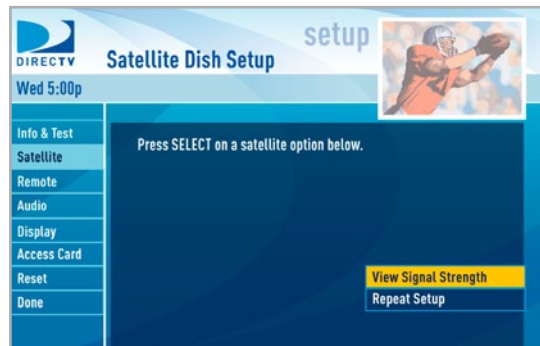 setup
DIRECTV
Satellite Dish Setup
Wed 5:00p
Info & Test
Satellite
Remote
Audio
Display
Access Card
Reset
Done
Press SELECT on a satellite option below.
View Signal Strength
Repeat Setup